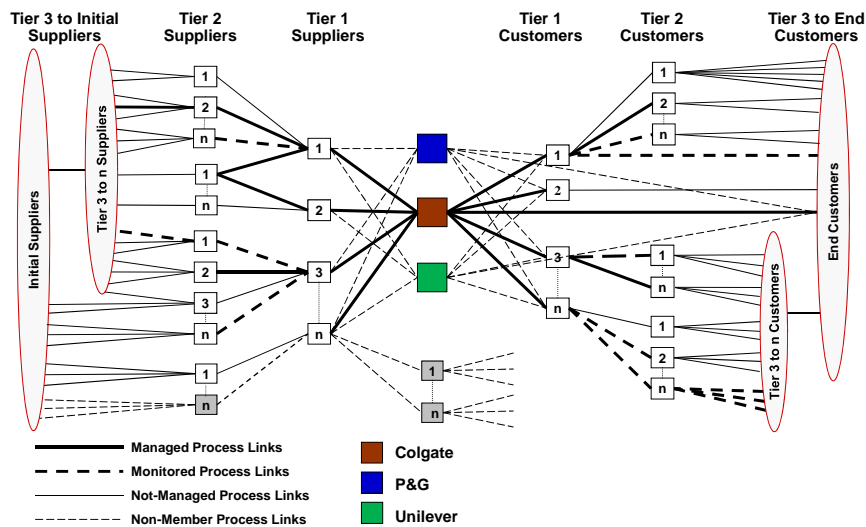 Tier 3 to Initial
Suppliers
Tier 2
Suppliers
Tier 1
Suppliers
Tier 1
Customers
Tier 2
Customers
Tier 3 to End
Customers
Initial Suppliers
Tier 3 to n Suppliers
1
2
n
1
n
1
2
3
n
1
n
1
2
3
n
1
n
1
2
3
n
1
2
n
1
n
1
2
n
Tier 3 to n Customers
End Customers
Managed Process Links
Monitored Process Links
Not-Managed Process Links
Non-Member Process Links
Colgate
P&G
Unilever